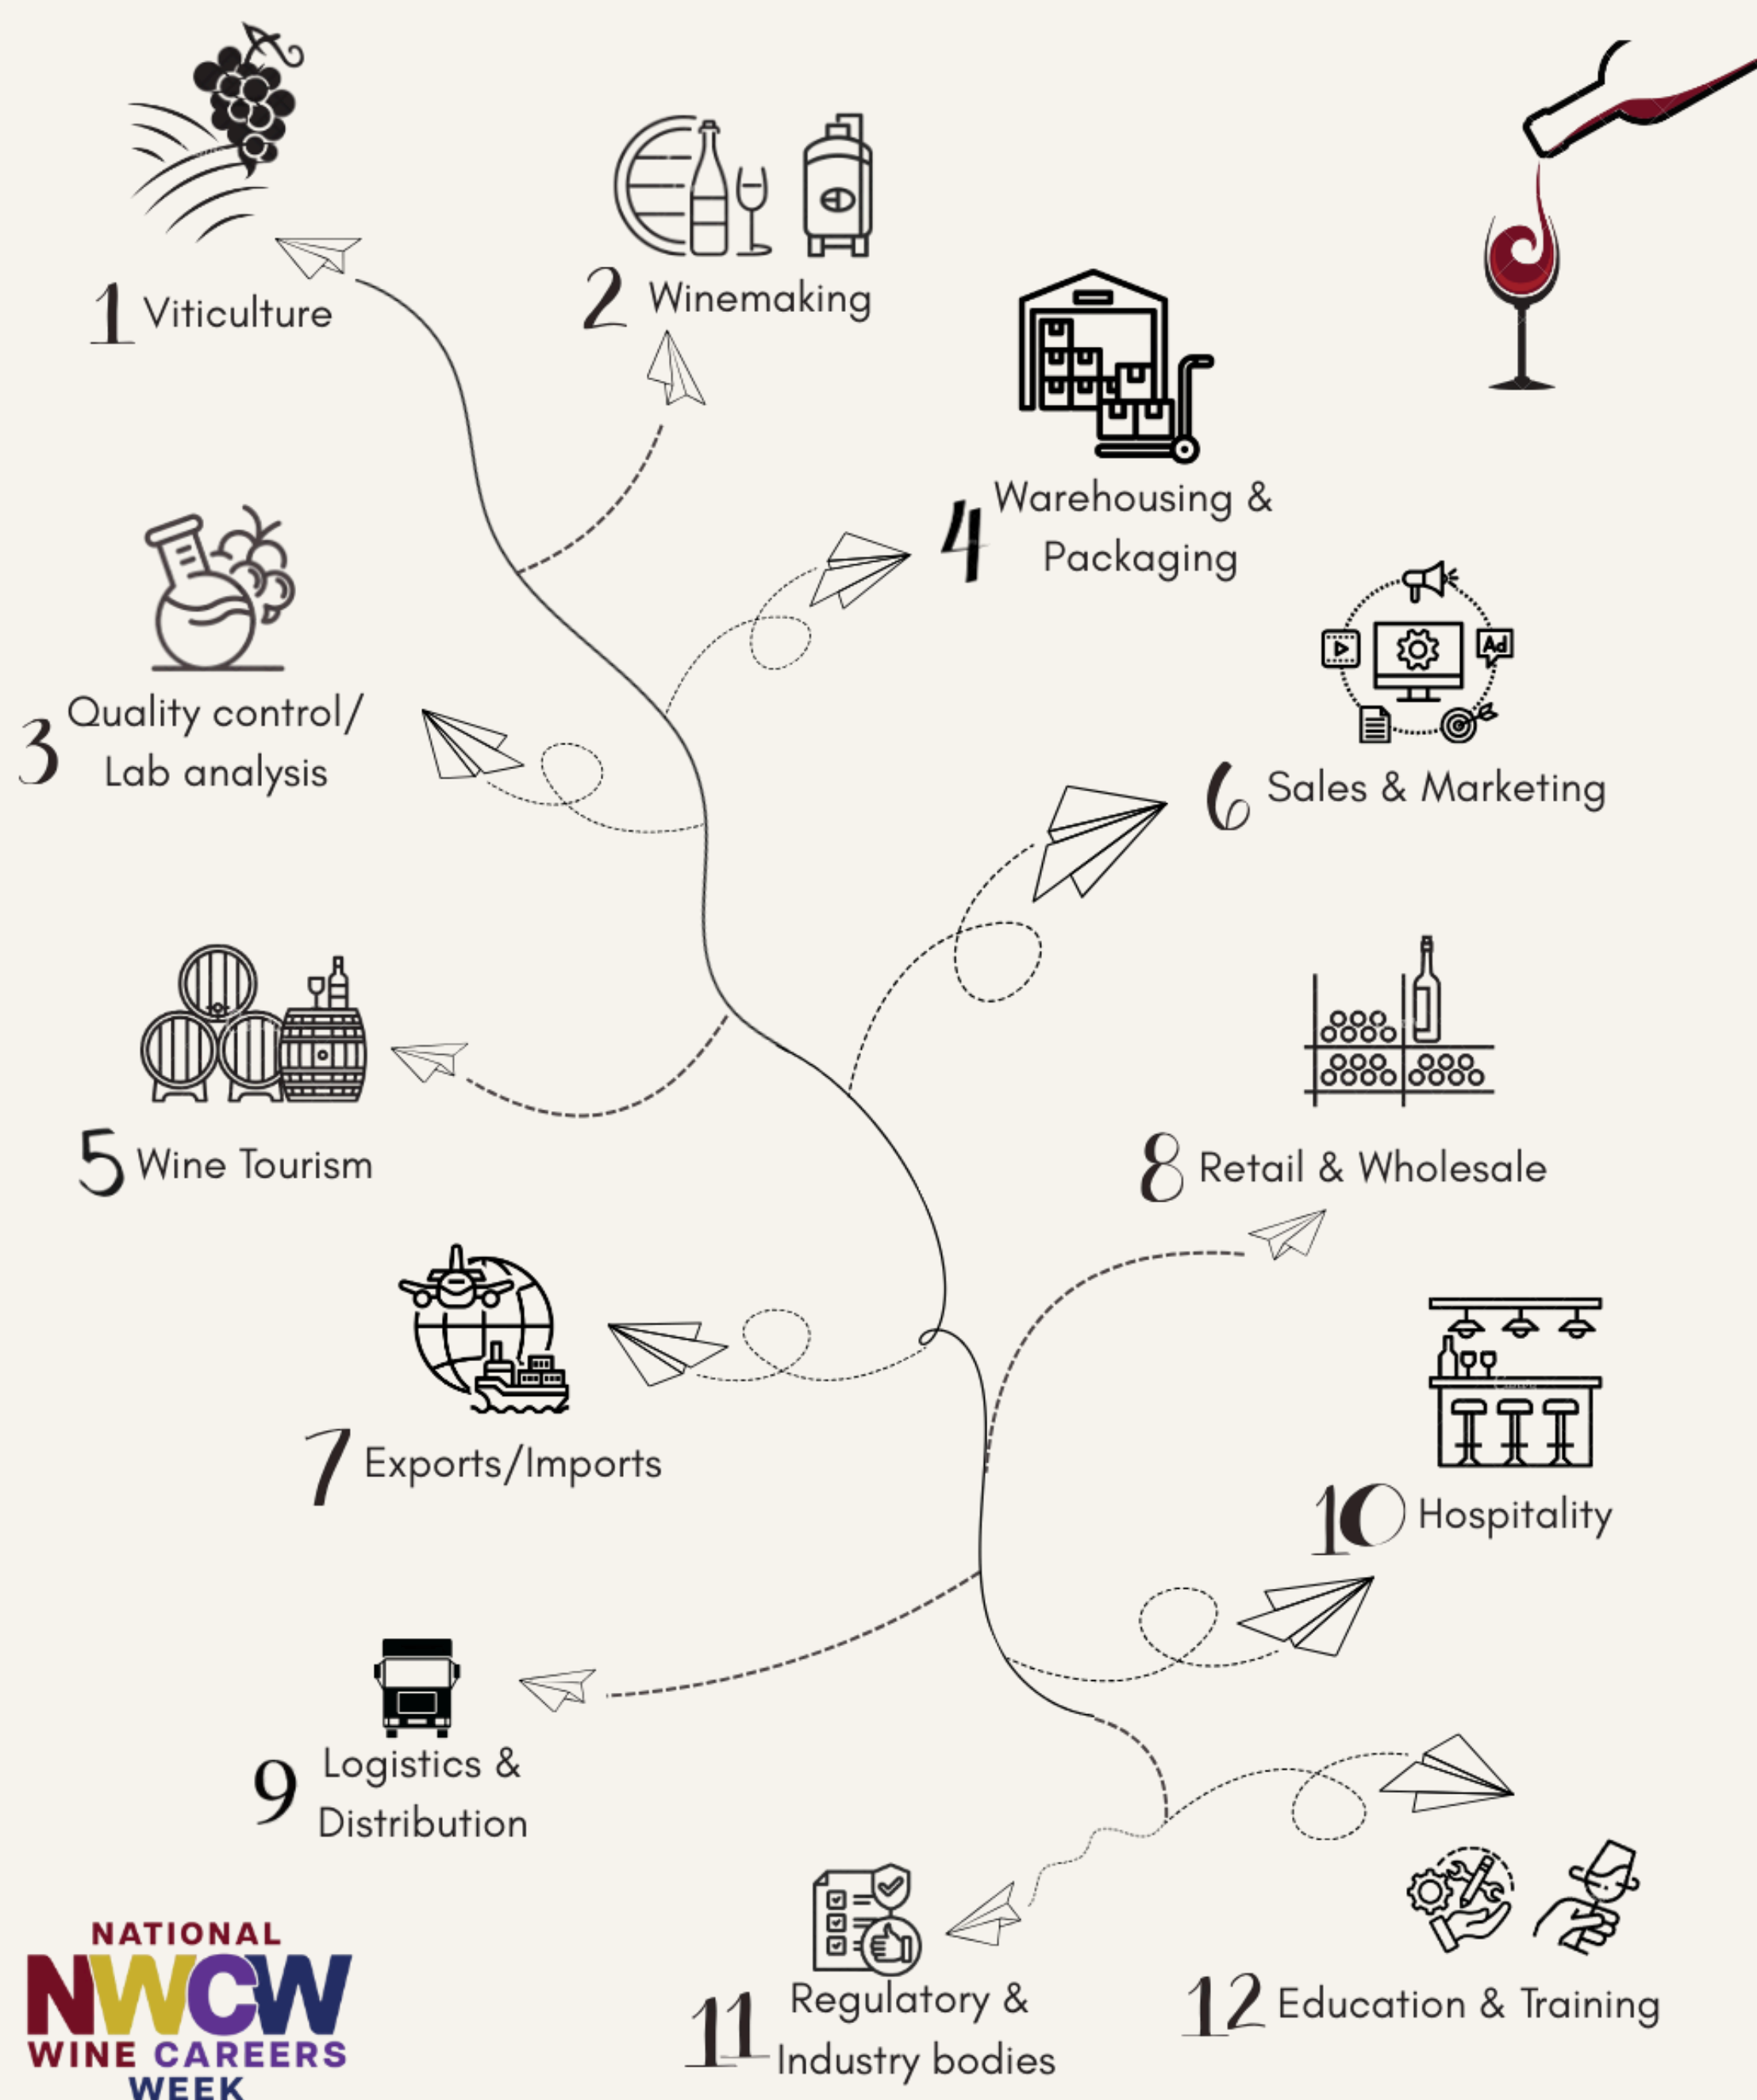 1 Viticulture
2 Winemaking
3 Quality control/
Lab analysis
4 Warehousing &
Packaging
Ad
5 Wine Tourism
6 Sales & Marketing
7 Exports/Imports
8 Retail & Wholesale
9 Logistics &
Distribution
10 Hospitality
11 Regulatory &
Industry bodies
12 Education & Training
NATIONAL
NWCW
WINE CAREERS
WEEK